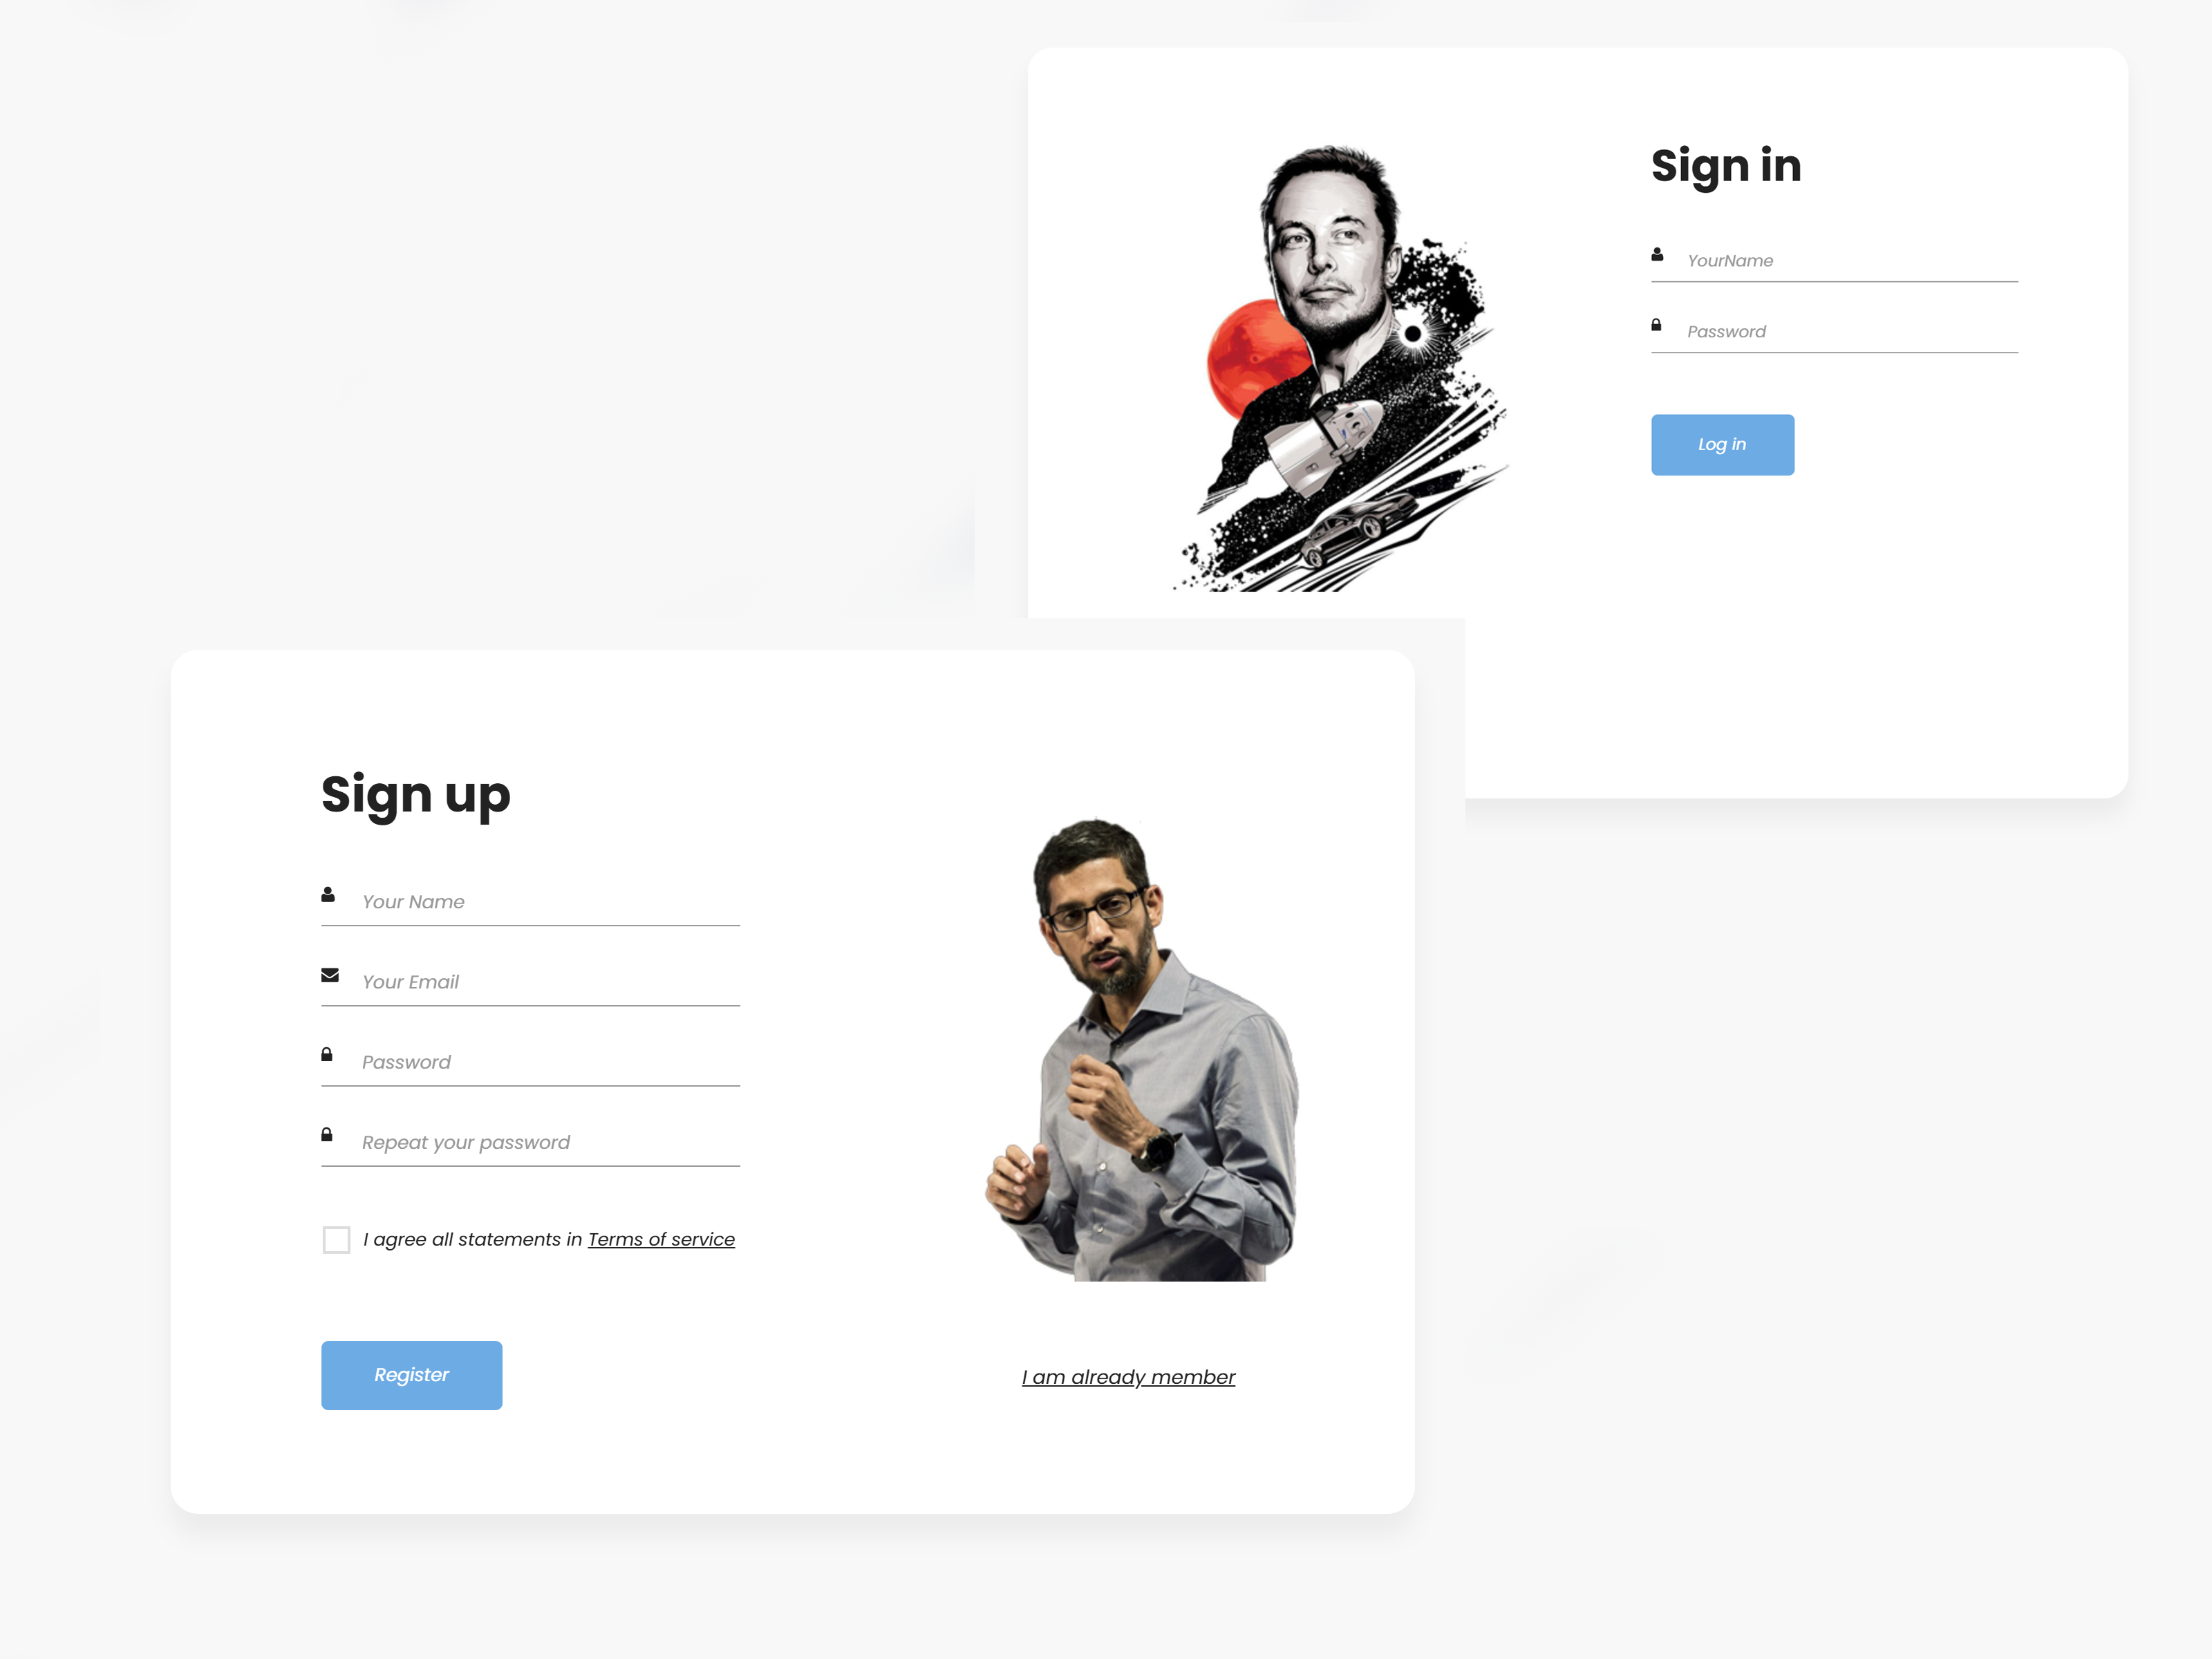 Sign in
YourName
Password
Log in
Sign up
Your Name
Your Email
Password
Repeat your password
I agree all statements in Terms of service
Register
I am already member